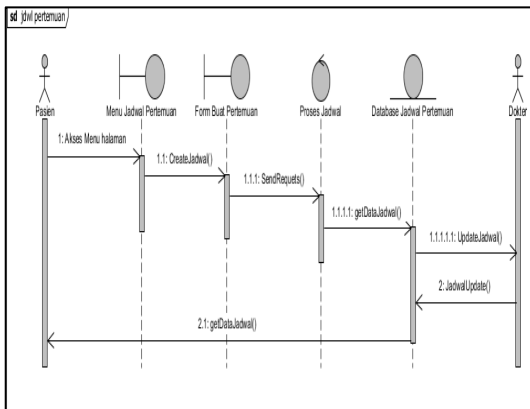 sd jdwl pertemuan
Pasien
Menu Jadwal Pertemuan
Form Buat Pertemuan
Proses Jadwal
Database Jadwal Pertemuan
Dokter
1: Akses Menu halaman
1.1: CreateJadwal()
1.1.1: SendRequets()
1.1.1.1: getDataJadwal()
1.1.1.1.1: UpdateJadwal()
2: JadwalUpdate()
2.1: getDataJadwal()